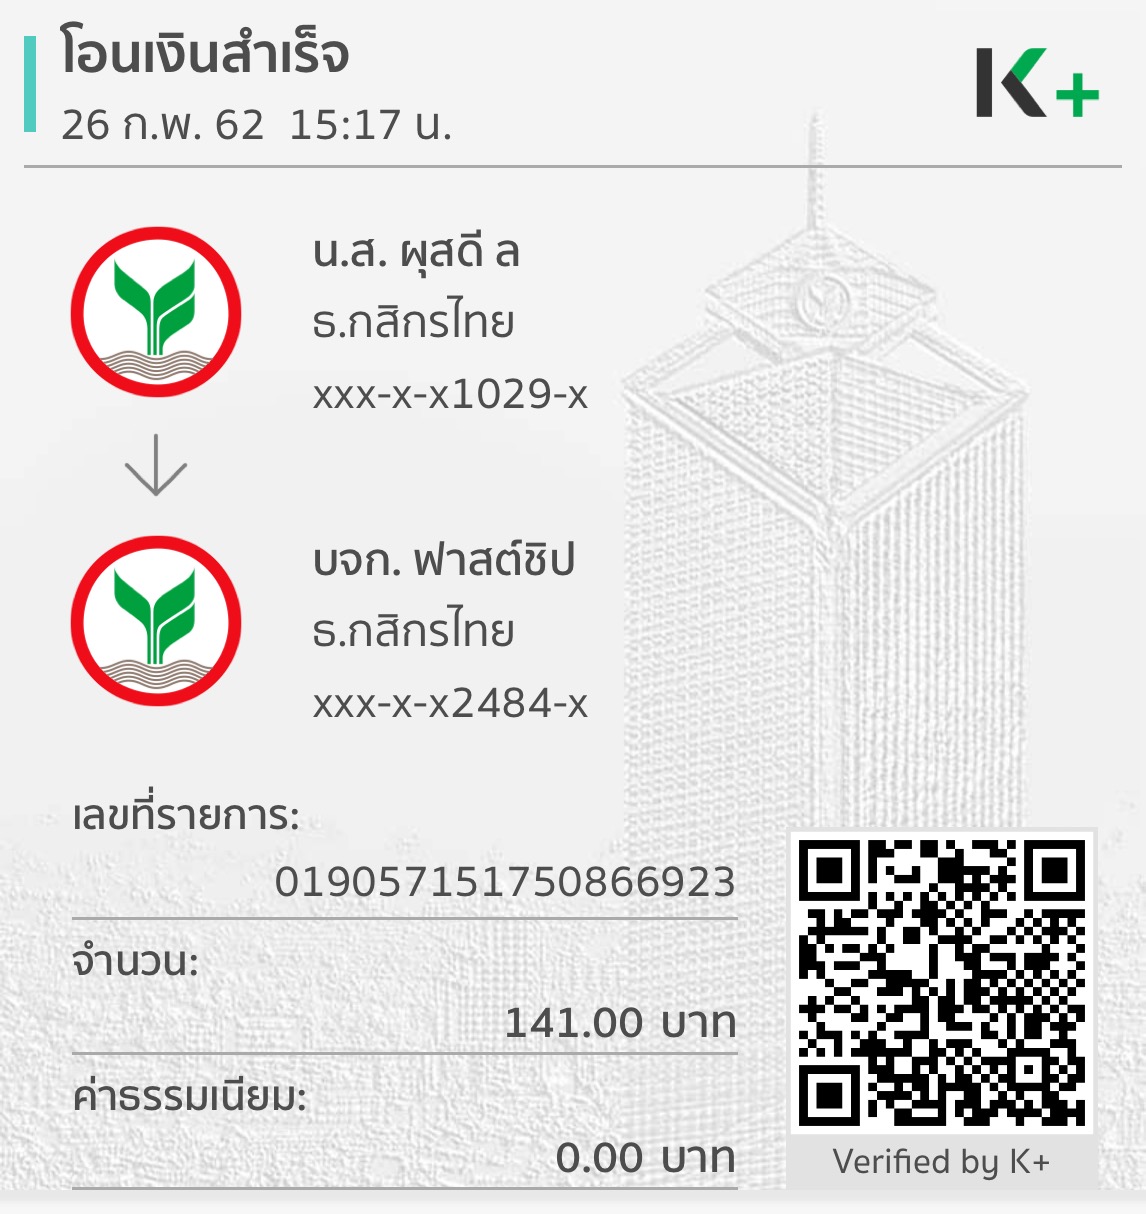 โอนเงินสำเร็จ
26 ก.พ. 62 15:17 น.
K+
น.ส. ผุสดี ล
ธ.กสิกรไทย
xxx-x-x1029-x
บจก. ฟาสต์ชิป
ธ.กสิกรไทย
xxx-x-x2484-x
เลขที่รายการ:
019057151750866923
จำนวน:
141.00 บาท
ค่าธรรมเนียม:
0.00 บาท
Verified by K+